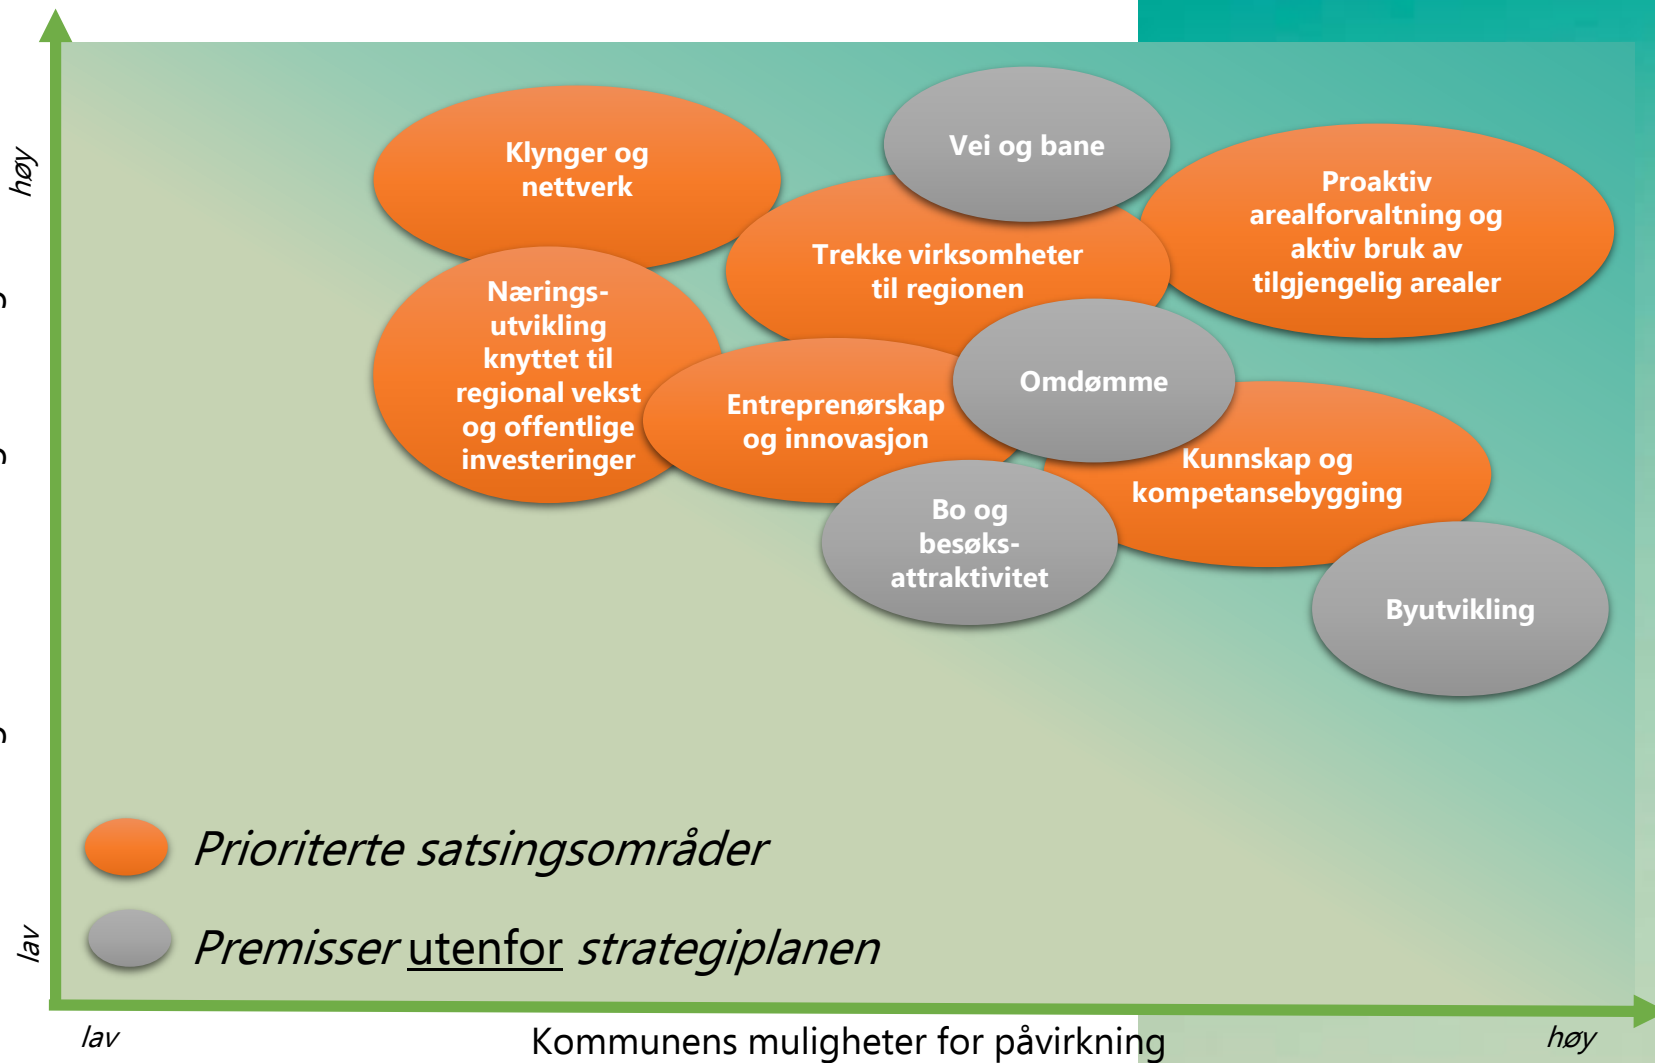 høy
Klynger og
nettverk
Vei og bane
Proaktiv
arealforvaltning og
aktiv bruk av
tilgjengelig arealer
Trekke virksomheter
til regionen
Nærings-
utvikling
knyttet til
regional vekst
og offentlige
investeringer
Omdømme
Entreprenørskap
og innovasjon
Kunnskap og
kompetansebygging
Bo og
besøks-
attraktivitet
Byutvikling
Prioriterte satsingsområder
Premisser utenfor strategiplanen
lav
lav
Kommunens muligheter for påvirkning
høy